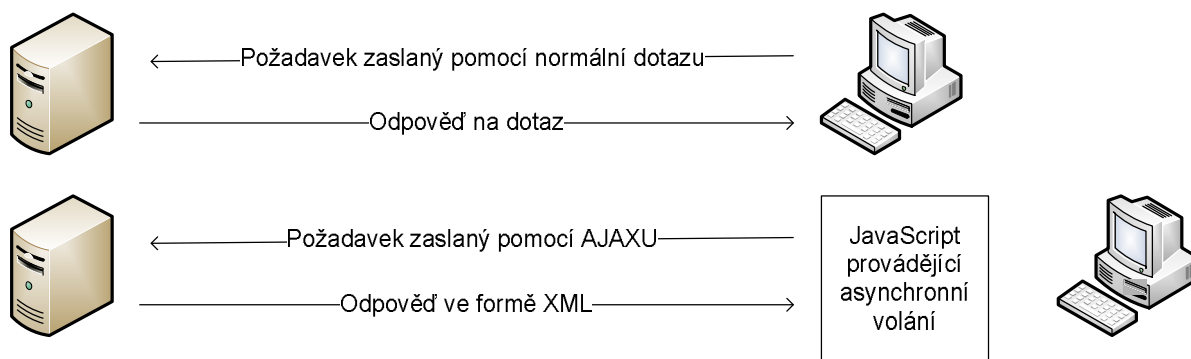 Požadavek zaslaný pomocí normální dotazu
Odpověď na dotaz
Požadavek zaslaný pomocí AJAXU
Odpověď ve formě XML
JavaScript
provádějící
asynchronní
volání